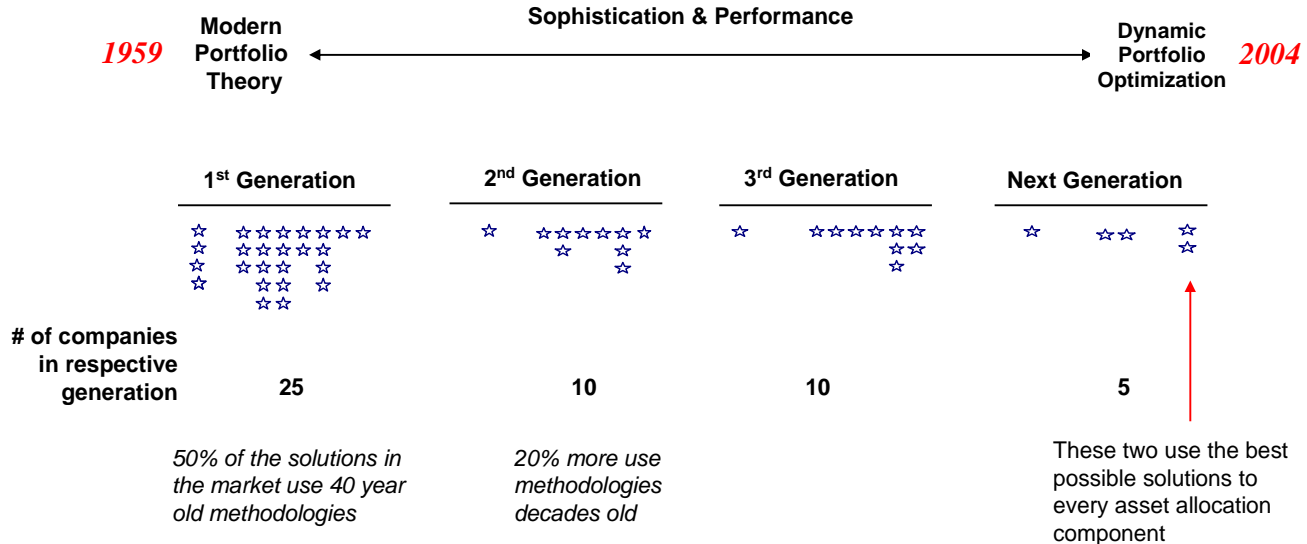 Sophistication & Performance
1959
Modern
Portfolio
Theory
Dynamic
Portfolio
Optimization
2004
1st Generation
2nd Generation
3rd Generation
Next Generation
# of companies
in respective
generation
25
10
10
5
50% of the solutions in
the market use 40 year
old methodologies
20% more use
methodologies
decades old
These two use the best
possible solutions to
every asset allocation
component